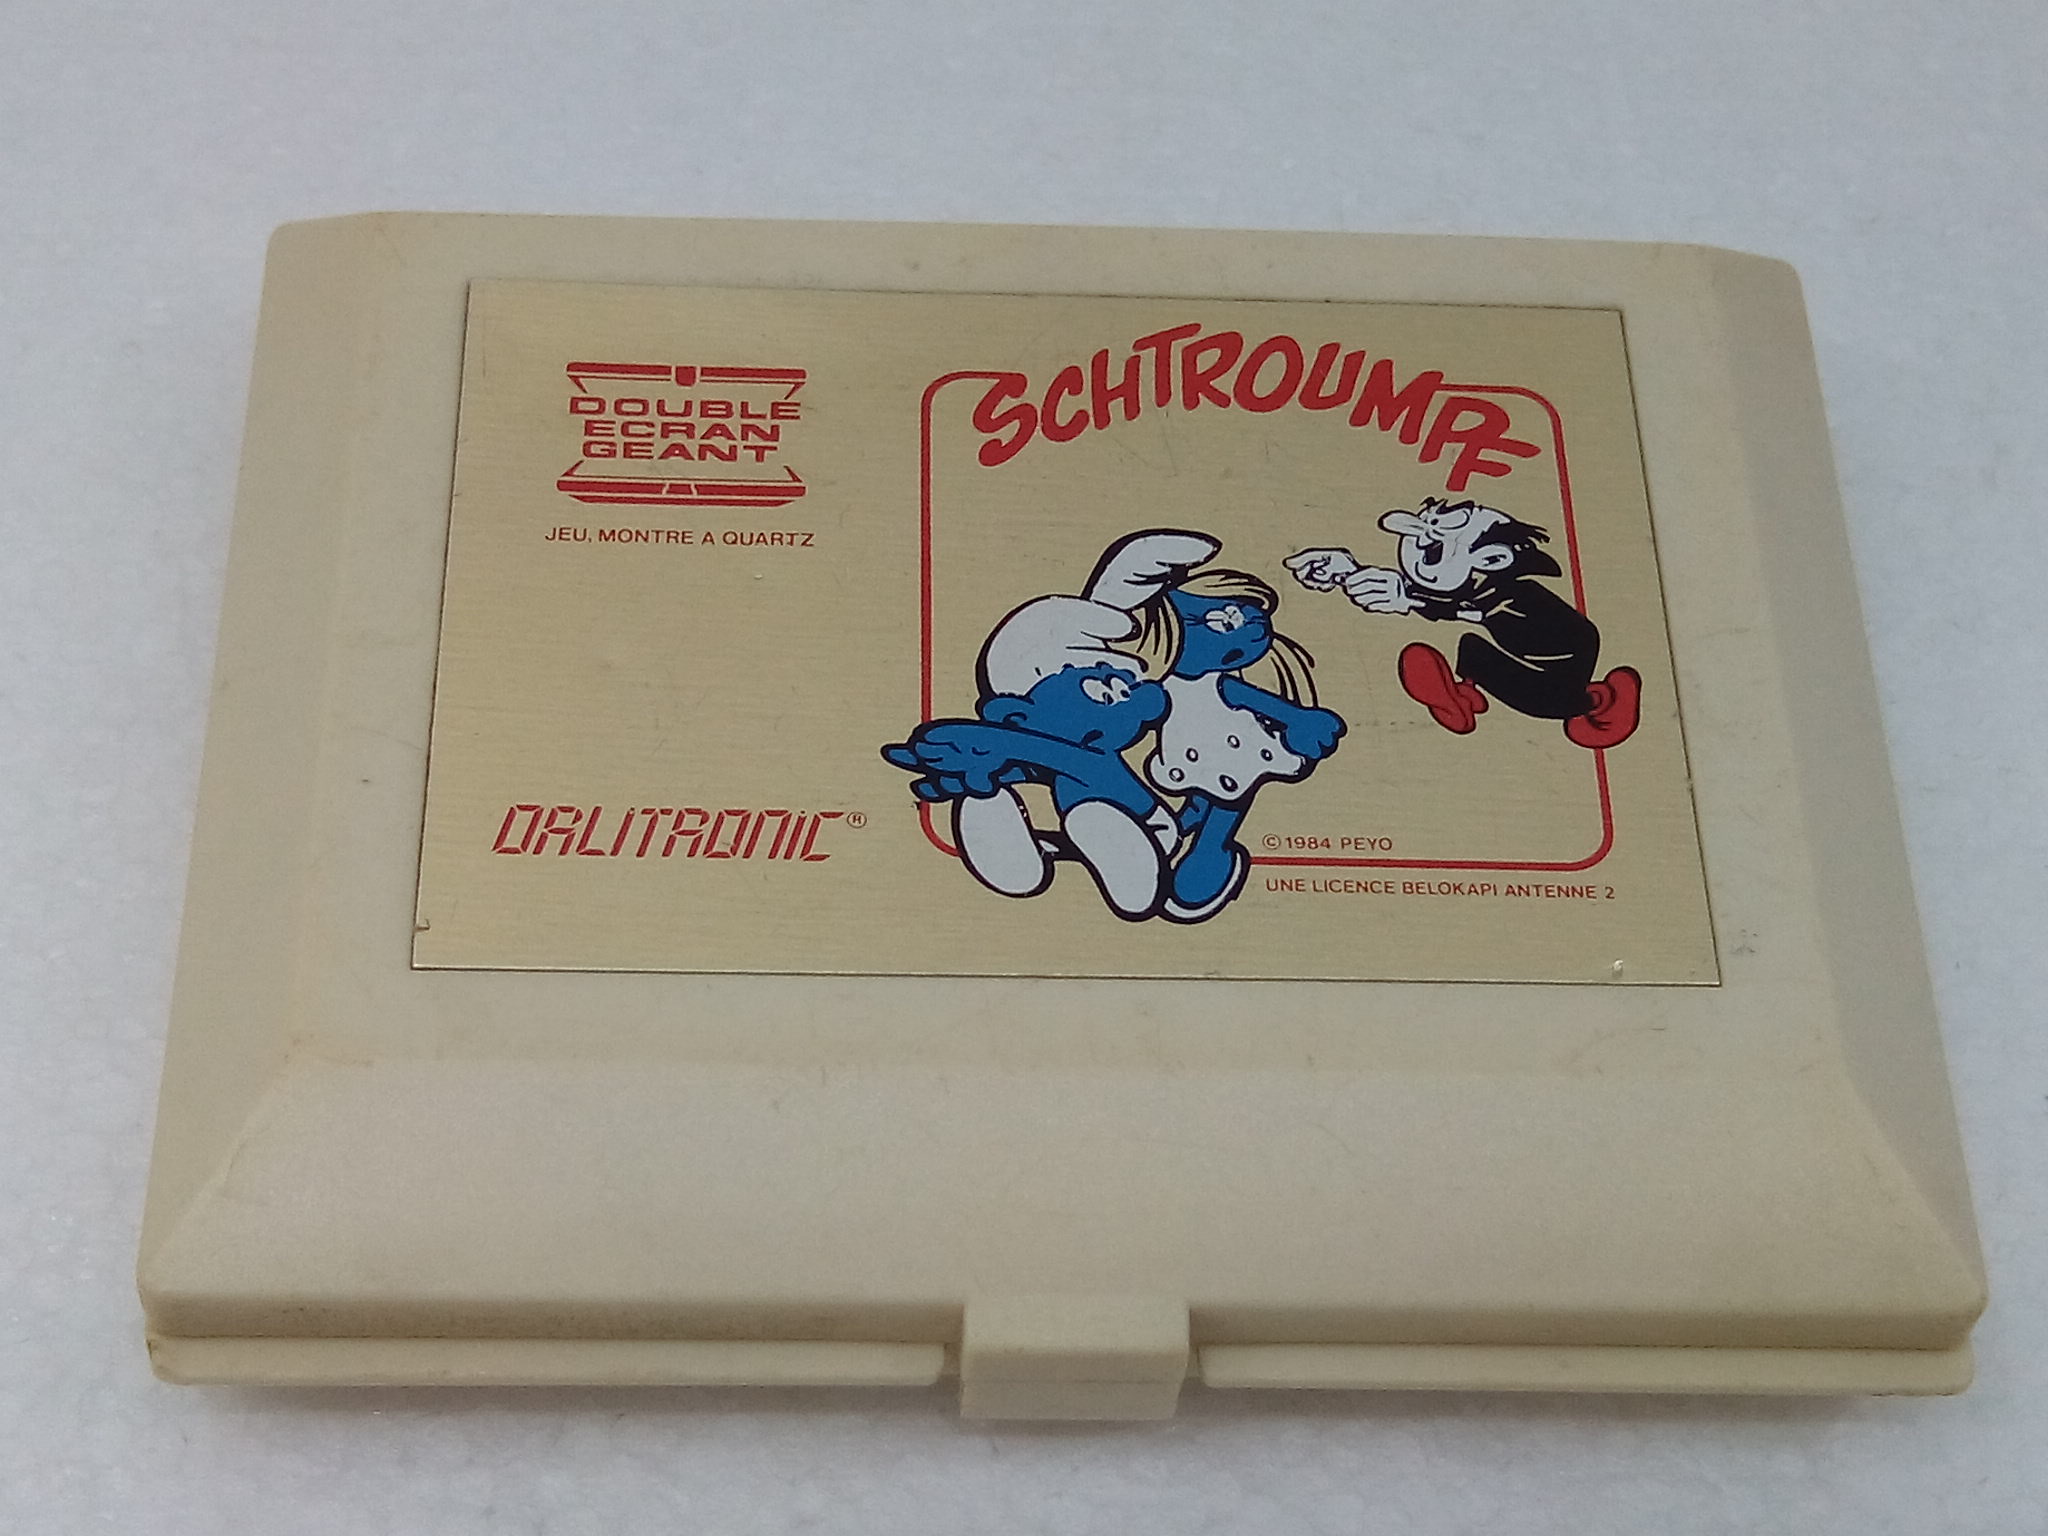 DOUBLE
ECRAN
GEANT
JEU, MONTRE A QUARTZ
ORLITRONIC®
SCHTROUMPF
©1984 PEYO
UNE LICENCE BELOKAPI ANTENNE 2